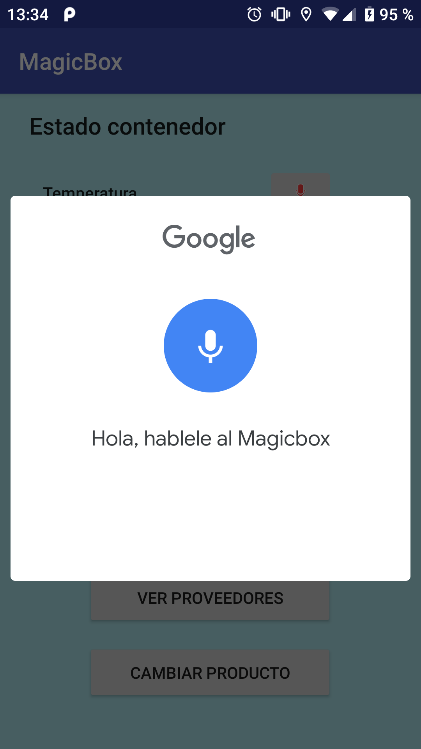 13:34
95 %
MagicBox
Estado contenedor
Temperatura
Google
Hola, hablele al Magicbox
VER PROVEEDORES
CAMBIAR PRODUCTO